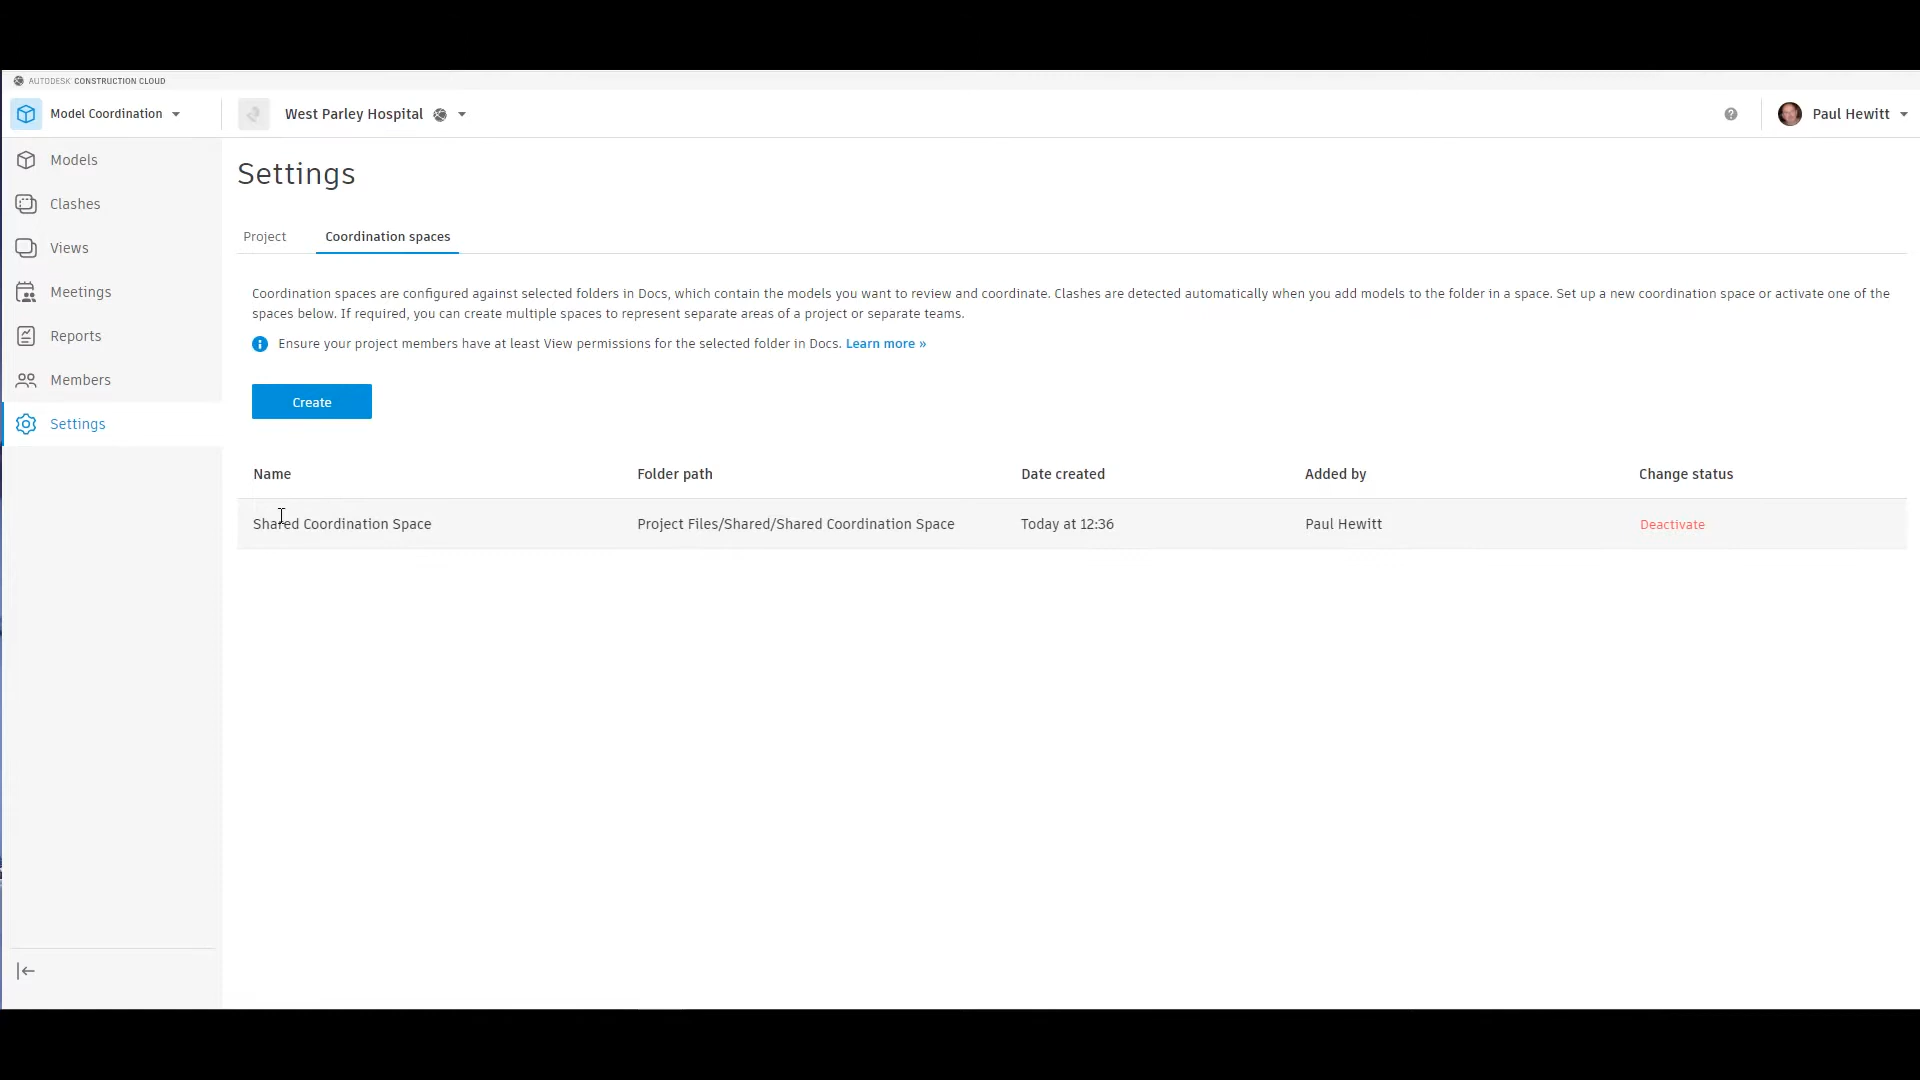 AUTODESK CONSTRUCTION CLOUD
Model Coordination
West Parley Hospital
Paul Hewitt
Models
Clashes
Views
Meetings
Reports
Members
Settings
Settings
Project
Coordination spaces
Coordination spaces are configured against selected folders in Docs, which contain the models you want to review and coordinate. Clashes are detected automatically when you add models to the folder in a space. Set up a new coordination space or activate one of the
spaces below. If required, you can create multiple spaces to represent separate areas of a project or separate teams.
Ensure your project members have at least View permissions for the selected folder in Docs. Learn more »
Create
Name Folder path Date created Added by Change status
Shared Coordination Space Project Files/Shared/Shared Coordination Space Today at 12:36 Paul Hewitt Deactivate